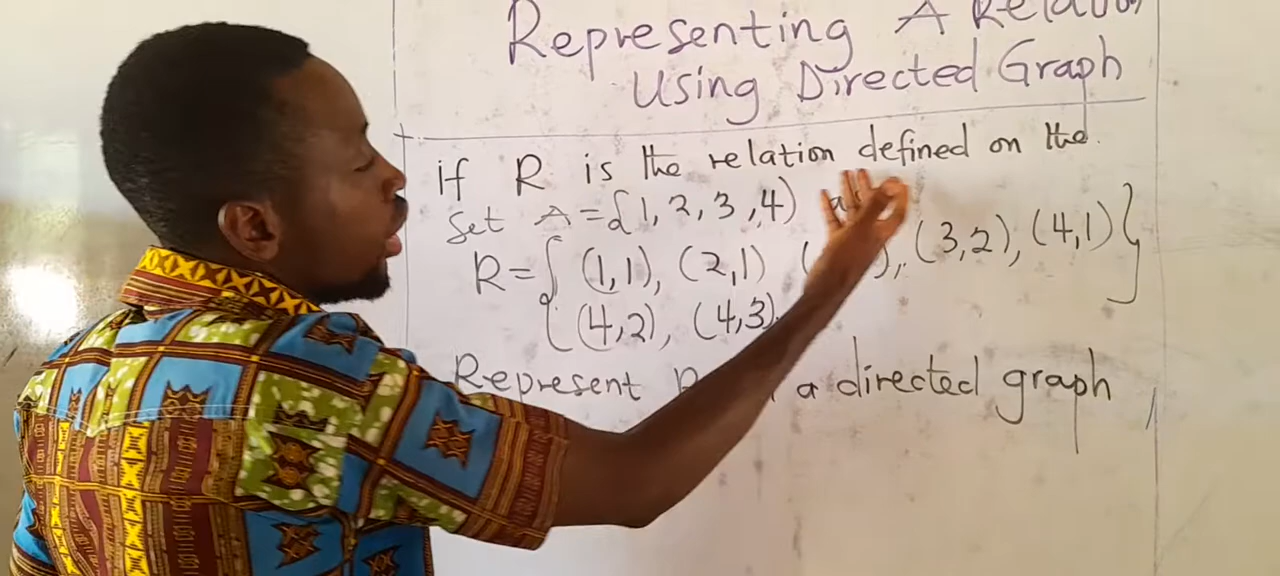 Representing A Relation
Using Directed Graph
if R is the relation defined on the
Set A={1, 2, 3, 4)
R={ (1,1), (2,1) ( ), (3,2), (4,1) }
(4,2), (4,3)
Represent a directed graph